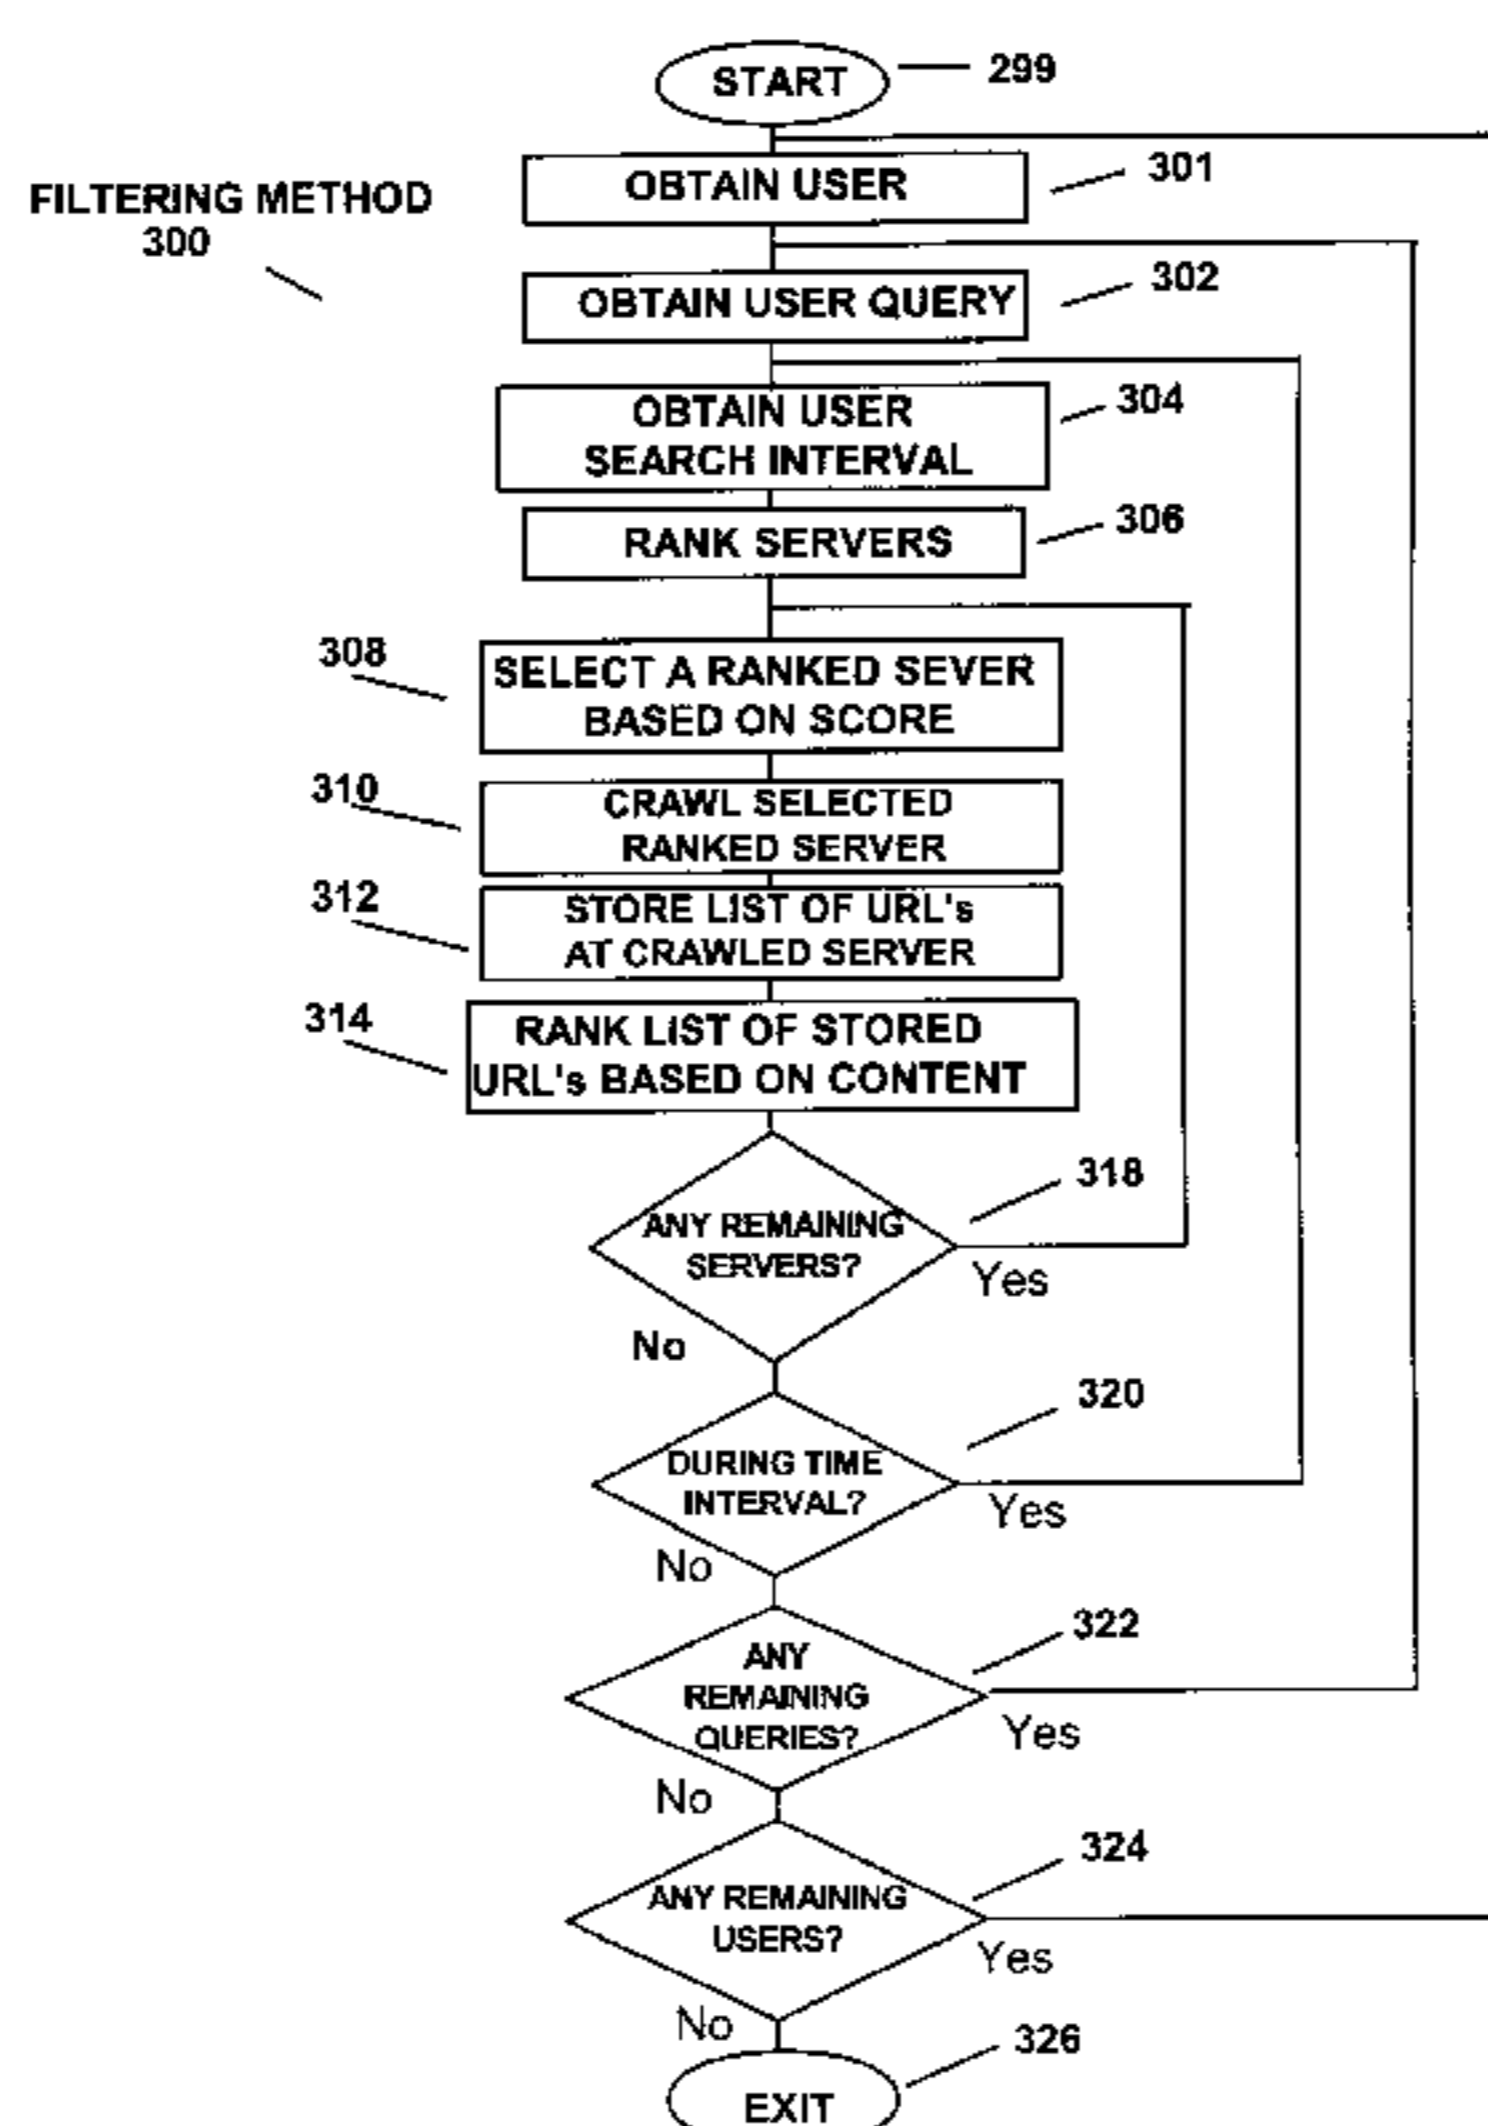 START
299
OBTAIN USER
301
FILTERING METHOD
300
OBTAIN USER QUERY
302
OBTAIN USER
SEARCH INTERVAL
304
RANK SERVERS
306
308
SELECT A RANKED SEVER
BASED ON SCORE
310
CRAWL SELECTED
RANKED SERVER
312
STORE LIST OF URL's
AT CRAWLED SERVER
314
RANK LIST OF STORED
URL's BASED ON CONTENT
318
ANY REMAINING
SERVERS?
Yes
No
320
DURING TIME
INTERVAL?
Yes
No
322
ANY
REMAINING
QUERIES?
Yes
No
324
ANY REMAINING
USERS?
Yes
No
326
EXIT